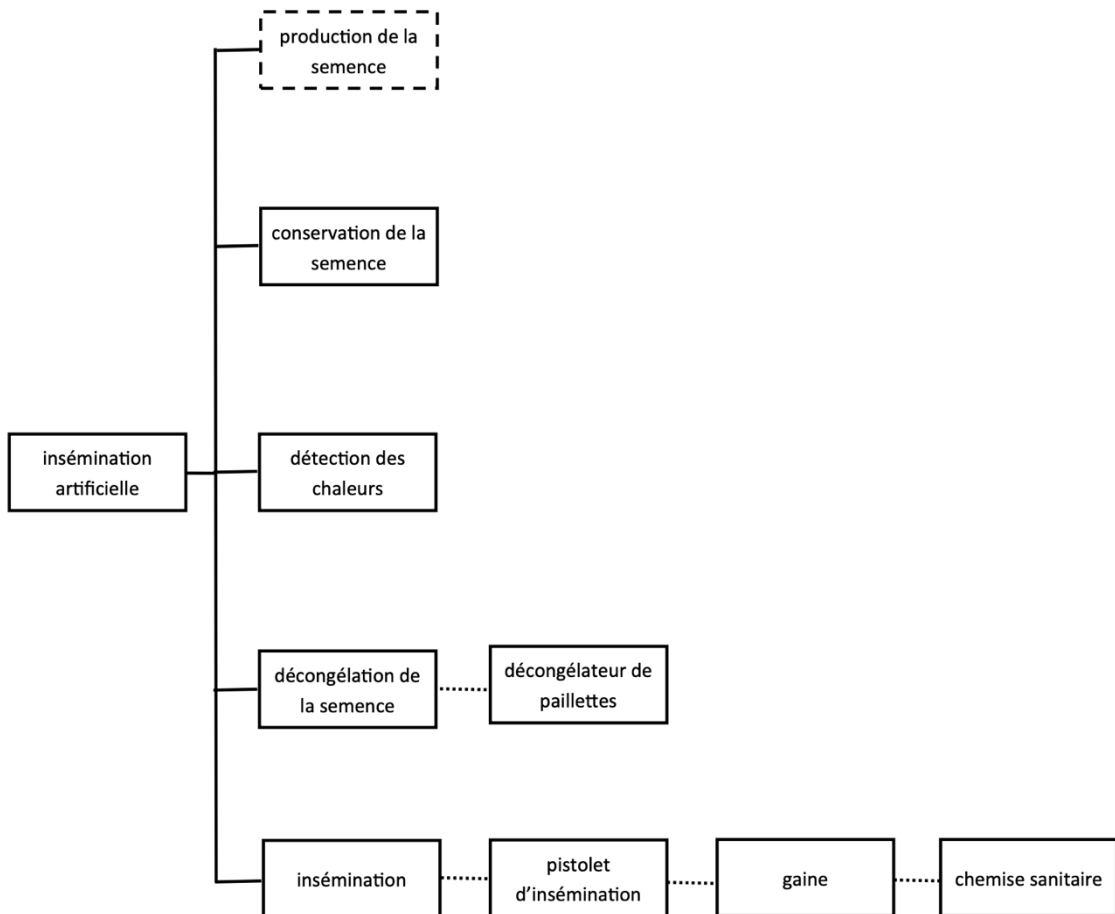 production de la
semence
conservation de la
semence
insémination
artificielle
détection des
chaleurs
décongélation de
la semence
décongélateur de
paillettes
insémination
pistolet
d’insémination
gaine
chemise sanitaire